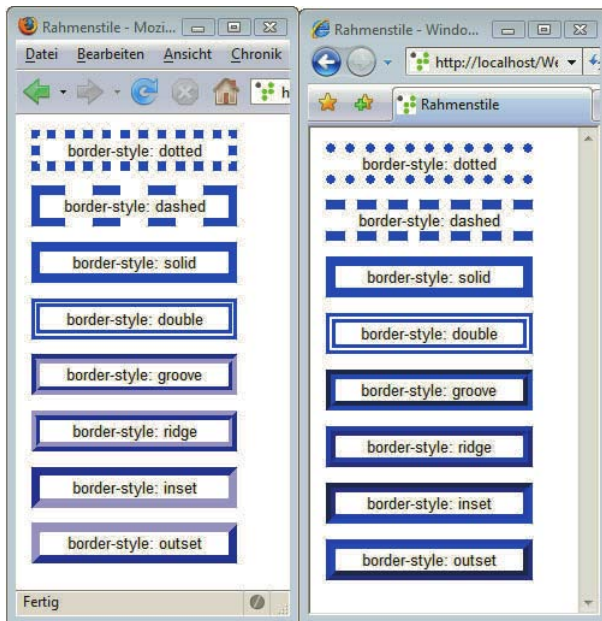 Rahmenstile - Mozi...
Datei Bearbeiten Ansicht Chronik
h
border-style: dotted
border-style: dashed
border-style: solid
border-style: double
border-style: groove
border-style: ridge
border-style: inset
border-style: outset
Fertig
Rahmenstile - Windo...
http://localhost/We
Rahmenstile
border-style: dotted
border-style: dashed
border-style: solid
border-style: double
border-style: groove
border-style: ridge
border-style: inset
border-style: outset